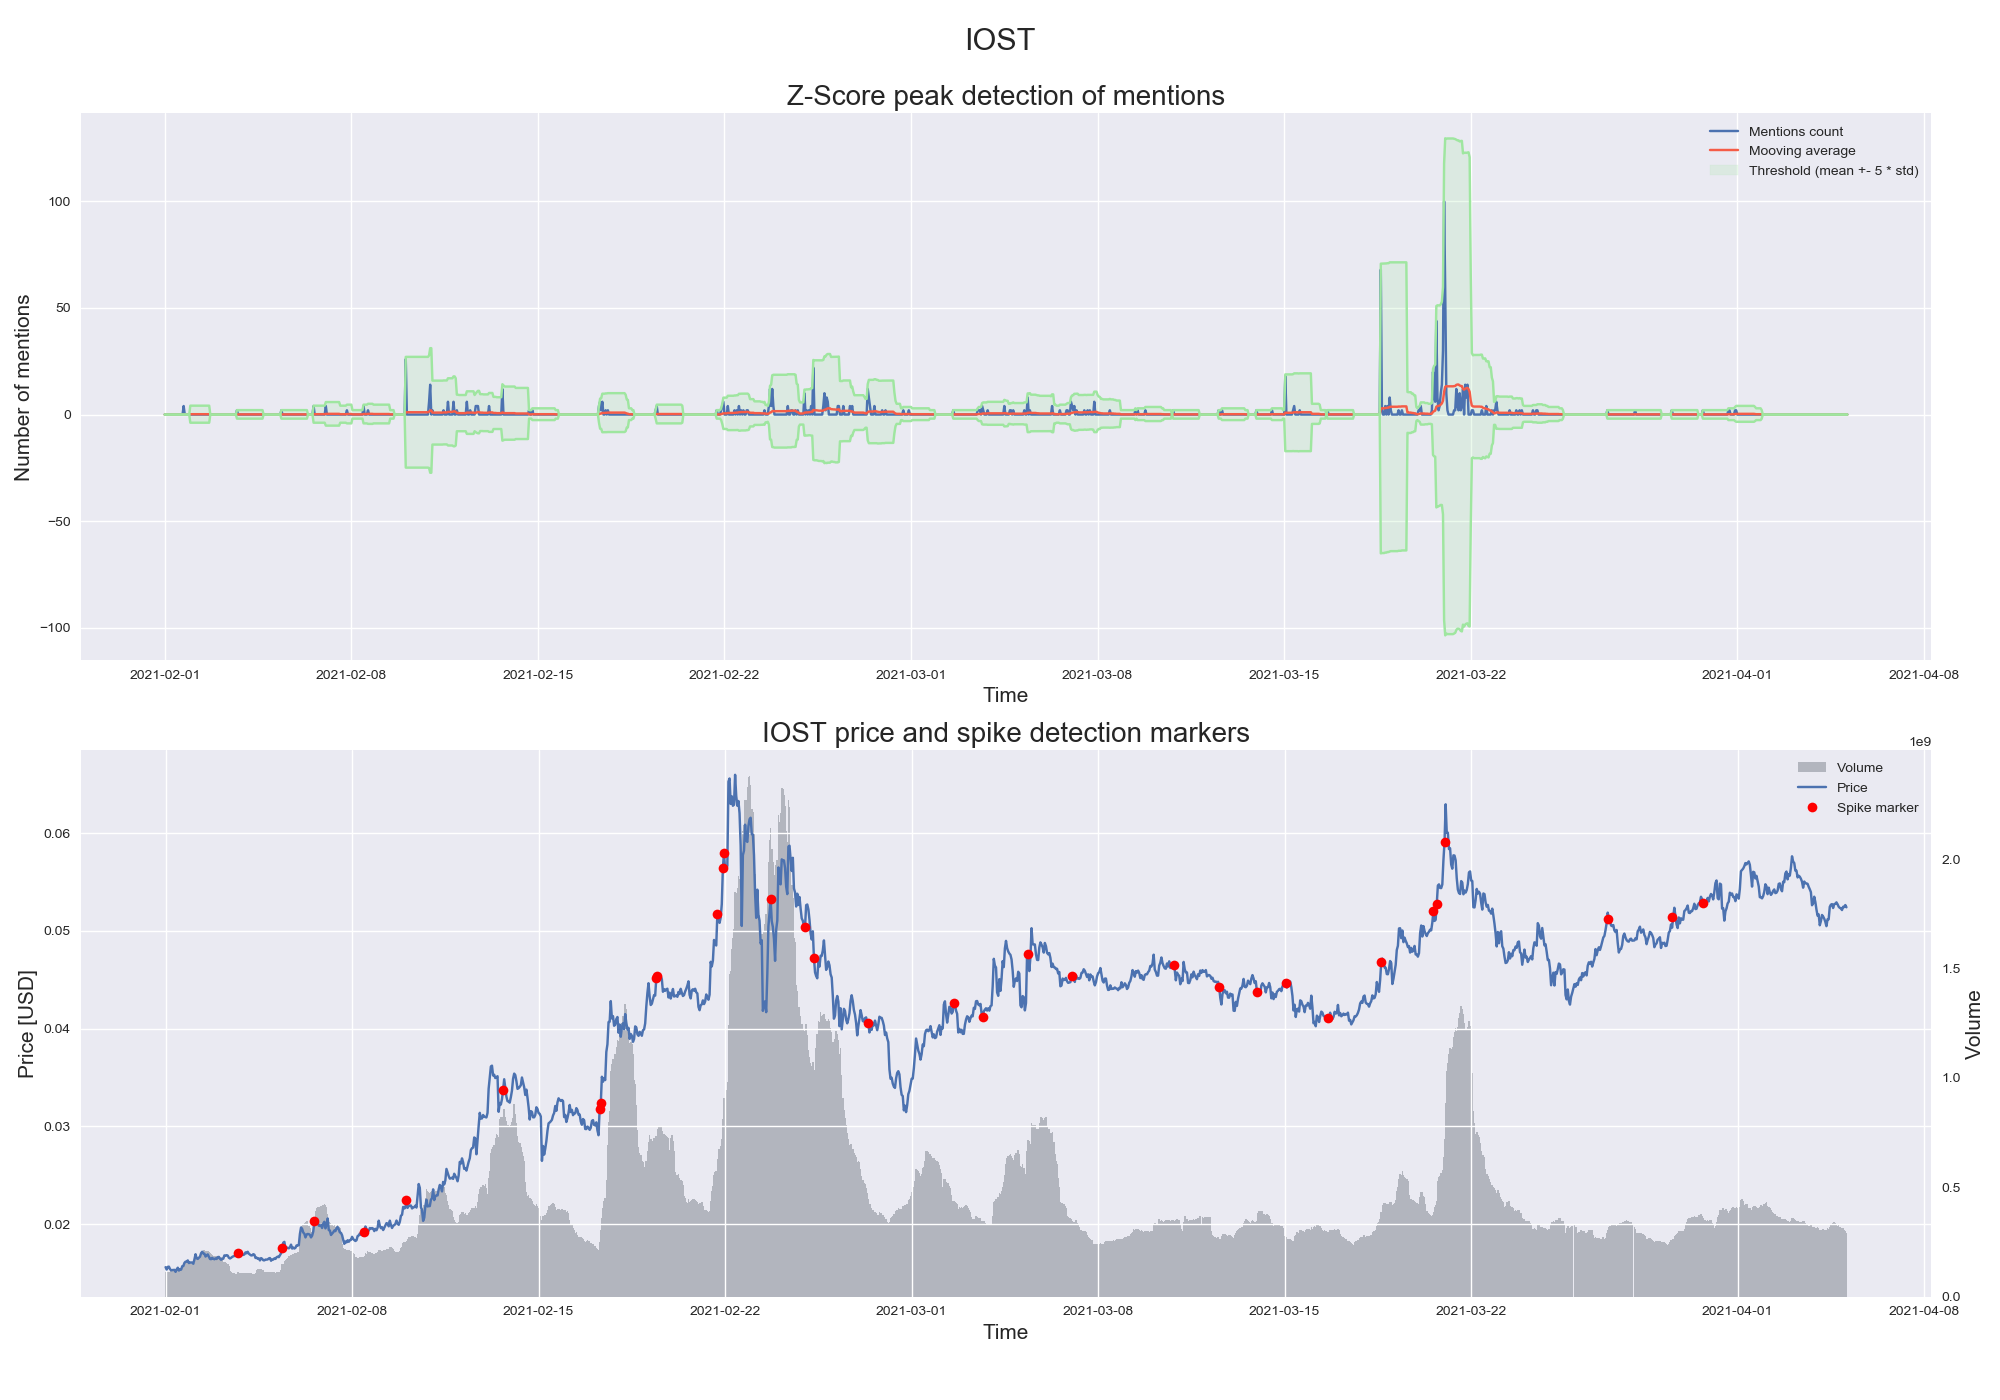 IOST
Z-Score peak detection of mentions
Mentions count
Mooving average
Threshold (mean +- 5 * std)
Number of mentions
100
50
0
−50
−100
2021-02-01 2021-02-08 2021-02-15 2021-02-22 2021-03-01 2021-03-08 2021-03-15 2021-03-22 2021-04-01 2021-04-08
Time
IOST price and spike detection markers
1e9
Volume
Price
Spike marker
Price [USD]
0.06
0.05
0.04
0.03
0.02
2.0
1.5
1.0
0.5
0.0
Volume
2021-02-01 2021-02-08 2021-02-15 2021-02-22 2021-03-01 2021-03-08 2021-03-15 2021-03-22 2021-04-01 2021-04-08
Time